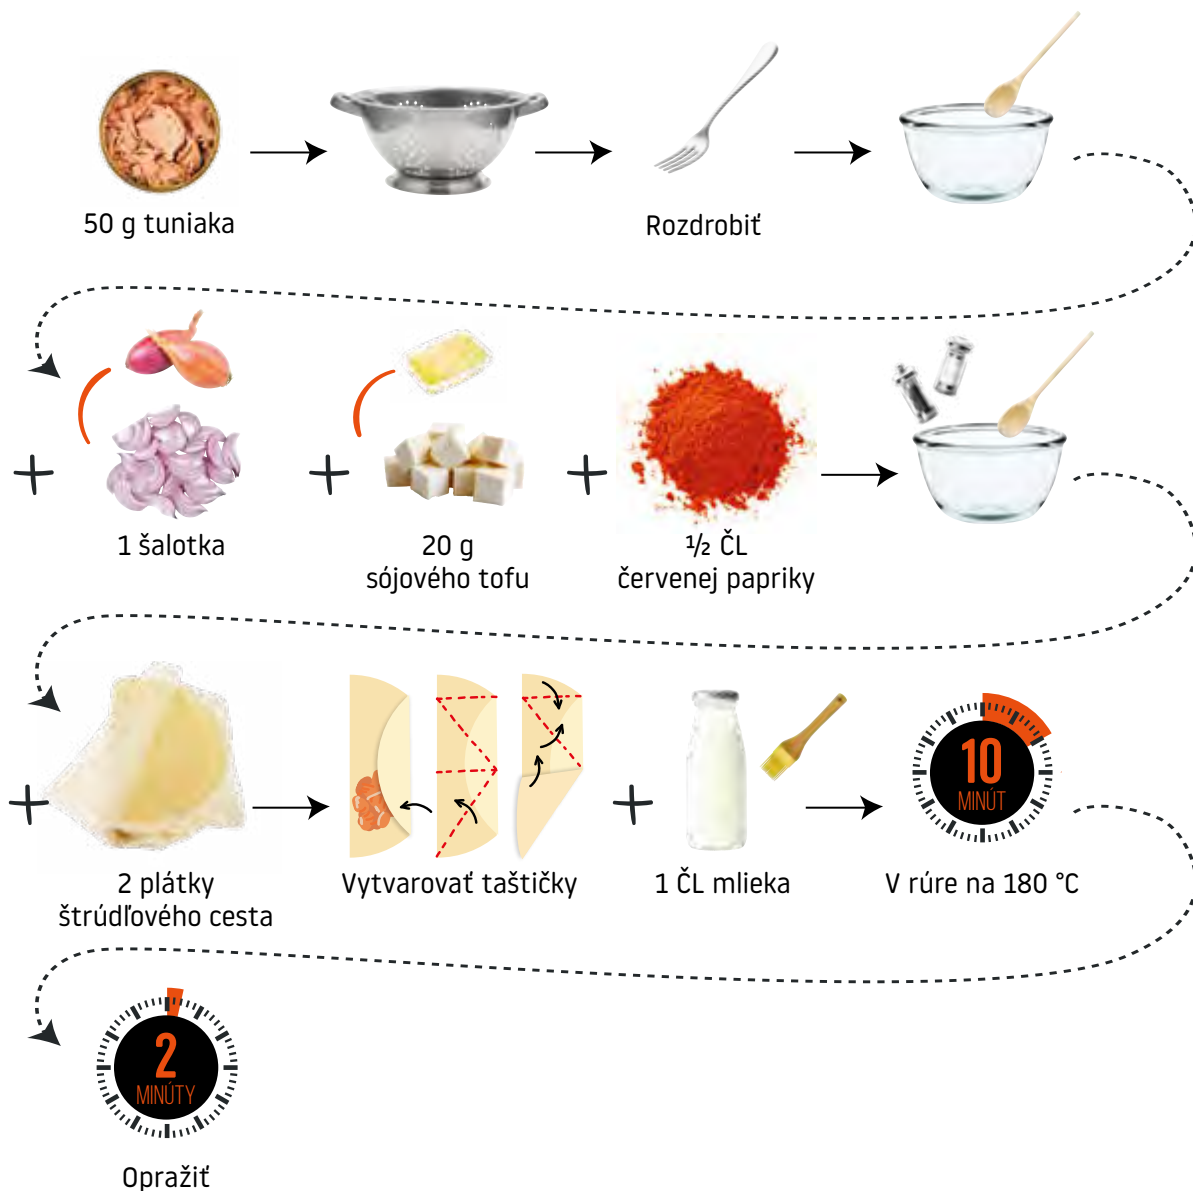 50 g tuniaka
Rozdrobiť
1 šalotka
20 g
sójového tofu
½ ČL
červenej papriky
2 plátky
štrúdľového cesta
Vytvarovať taštičky
1 ČL mlieka
10
MINÚT
V rúre na 180 °C
2
MINÚTY
Opražiť